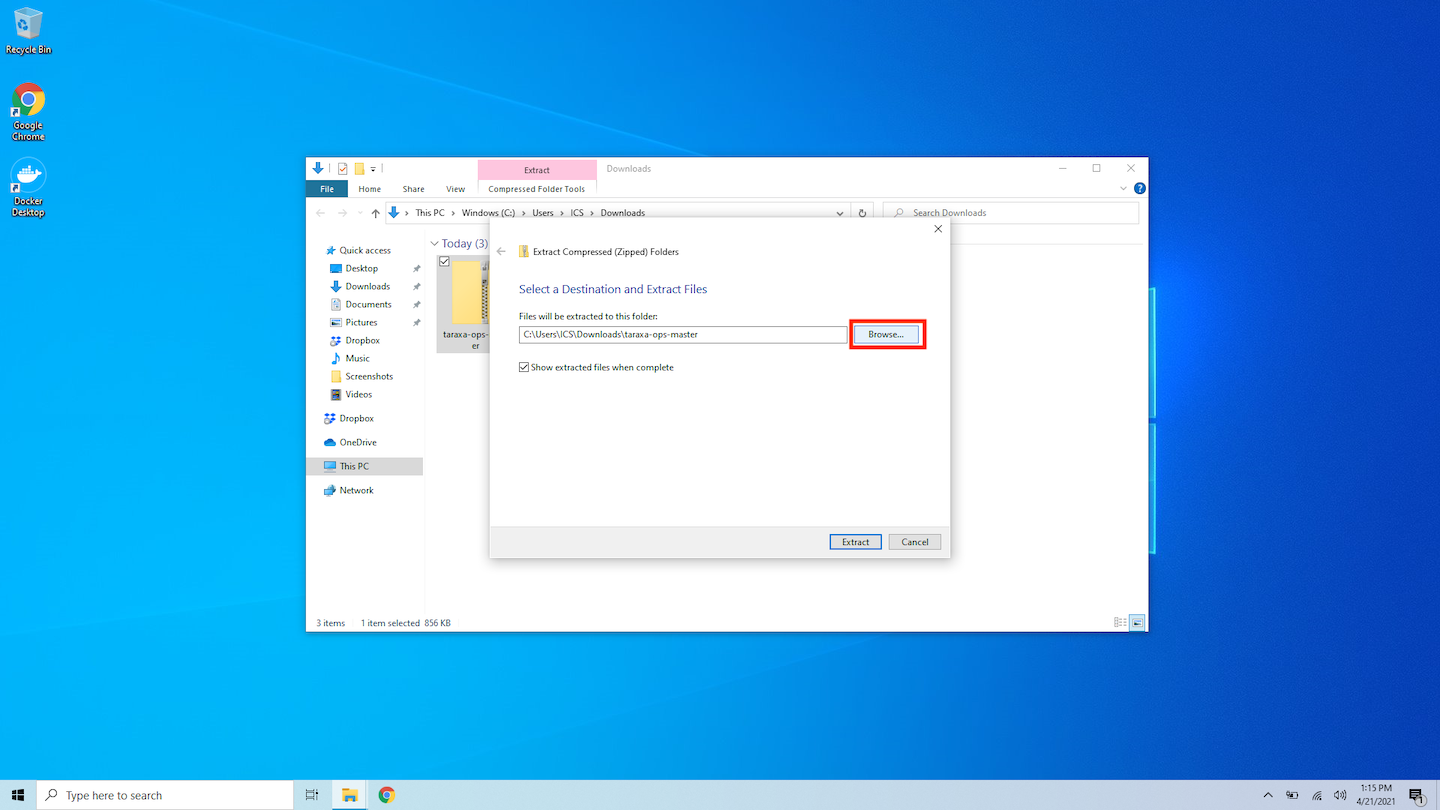 Recycle Bin
Google
Chrome
Docker
Desktop
Extract
Downloads
File
Home
Share
View
Compressed Folder Tools
This PC > Windows (C:) > Users > ICS > Downloads
Search Downloads
Quick access
Desktop
Downloads
Documents
Pictures
Dropbox
Music
Screenshots
Videos
Dropbox
OneDrive
This PC
Network
Today (3)
taraxa-ops-
er
Extract Compressed (Zipped) Folders
Select a Destination and Extract Files
Files will be extracted to this folder:
C:\Users\ICS\Downloads\taraxa-ops-master
Browse...
Show extracted files when complete
Extract
Cancel
3 items
1 item selected 856 KB
Type here to search
1:15 PM
4/21/2021
1